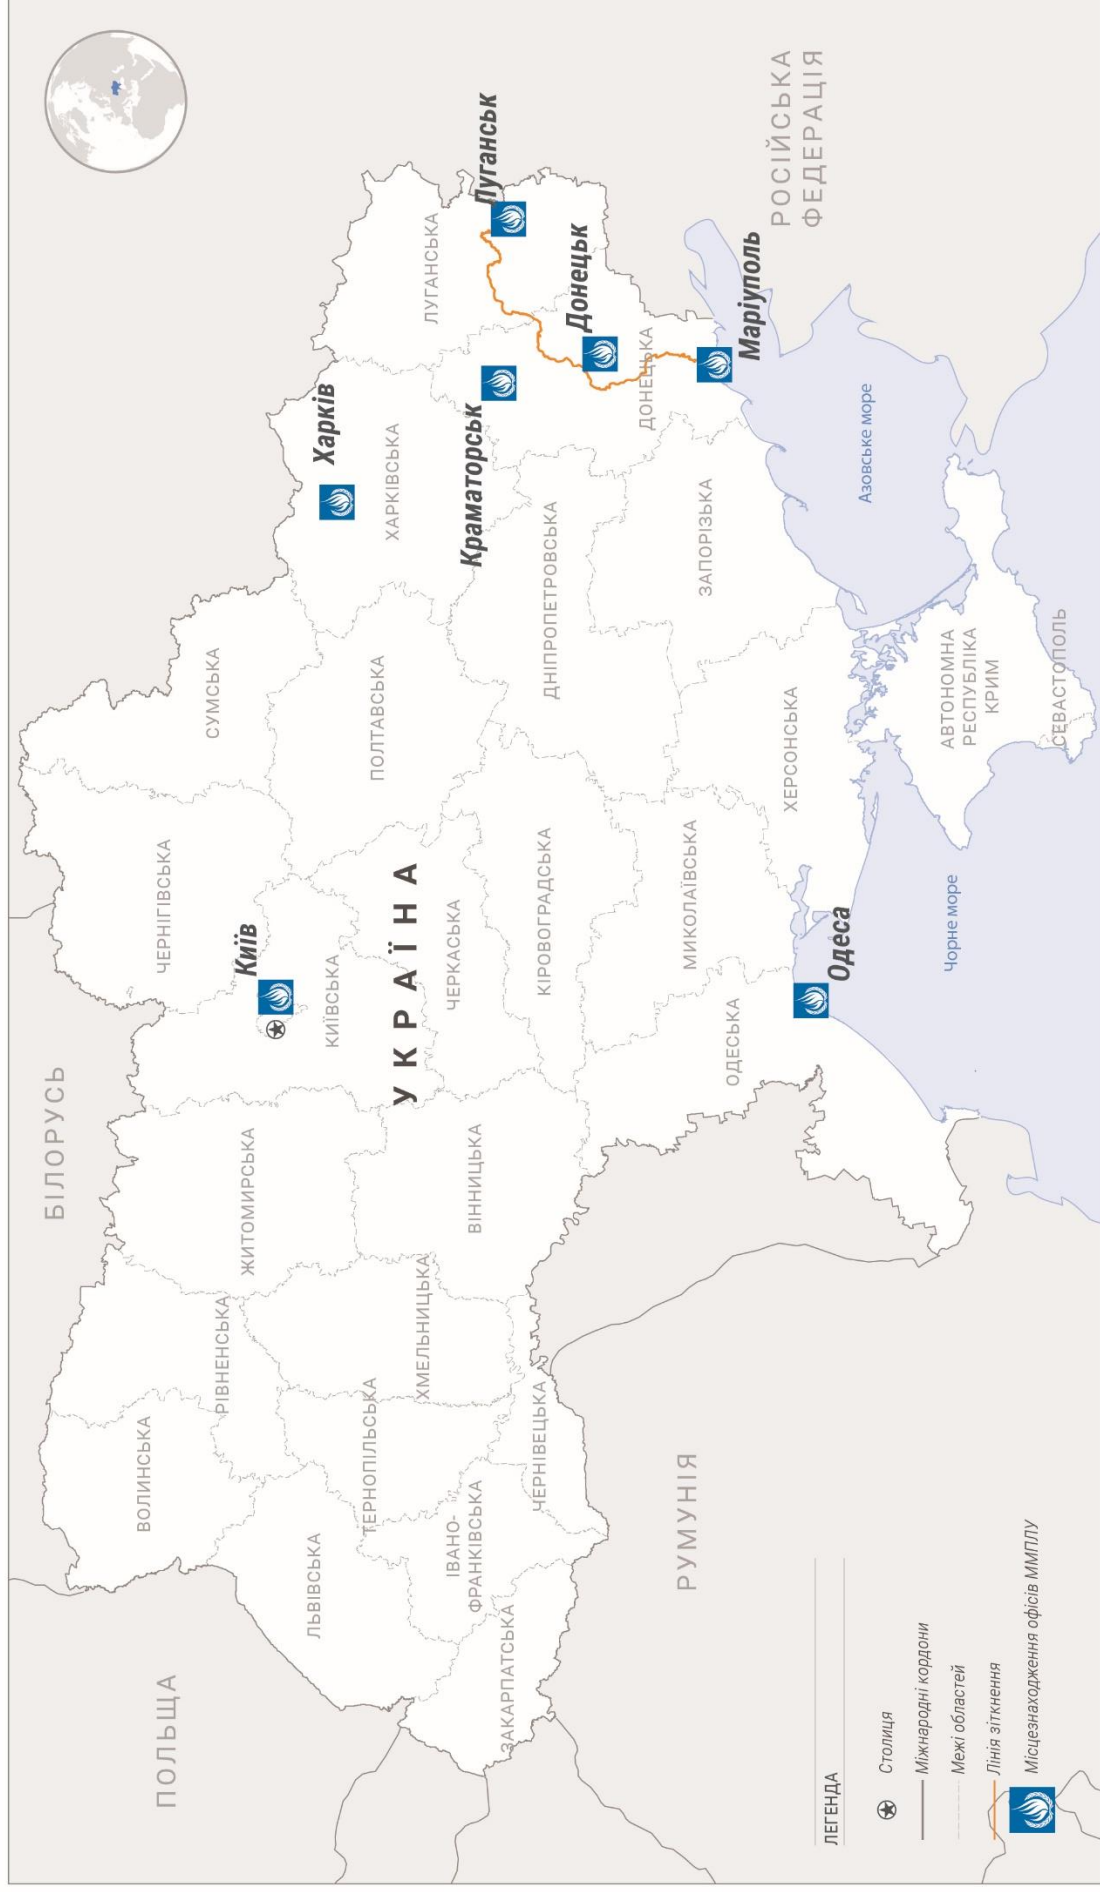 БІЛОРУСЬ
ПОЛЬЩА
РОСІЙСЬКА
ФЕДЕРАЦІЯ
РУМУНІЯ
УКРАЇНА
ВОЛИНСЬКА
РІВНЕНСЬКА
ЖИТОМИРСЬКА
Київ
КИЇВСЬКА
ЧЕРНІГІВСЬКА
СУМСЬКА
ЛЬВІВСЬКА
ТЕРНОПІЛЬСЬКА
ХМЕЛЬНИЦЬКА
ВІННИЦЬКА
ЧЕРКАСЬКА
ПОЛТАВСЬКА
Харків
ХАРКІВСЬКА
ЛУГАНСЬКА
Луганськ
ЗАКАРПАТСЬКА
ІВАНО-
ФРАНКІВСЬКА
ЧЕРНІВЕЦЬКА
КІРОВОГРАДСЬКА
ДНІПРОПЕТРОВСЬКА
Краматорськ
Донецьк
ДОНЕЦЬКА
Маріуполь
ОДЕСЬКА
Одеса
МИКОЛАЇВСЬКА
ХЕРСОНСЬКА
ЗАПОРІЗЬКА
Азовське море
Чорне море
АВТОНОМНА
РЕСПУБЛІКА
КРИМ
СЕВАСТОПОЛЬ
ЛЕГЕНДА
Столиця
Міжнародні кордони
Межі областей
Лінія зіткнення
Місцезнаходження офісів ММПЛУ